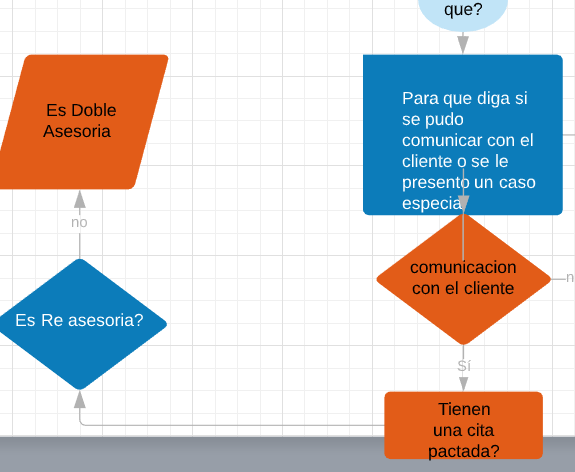 que?
Es Doble
Asesoria
Para que diga si
se pudo
comunicar con el
cliente o se le
presento un caso
especia
no
comunicacion
con el cliente
n
Es Re asesoria?
Sí
Tienen
una cita
pactada?